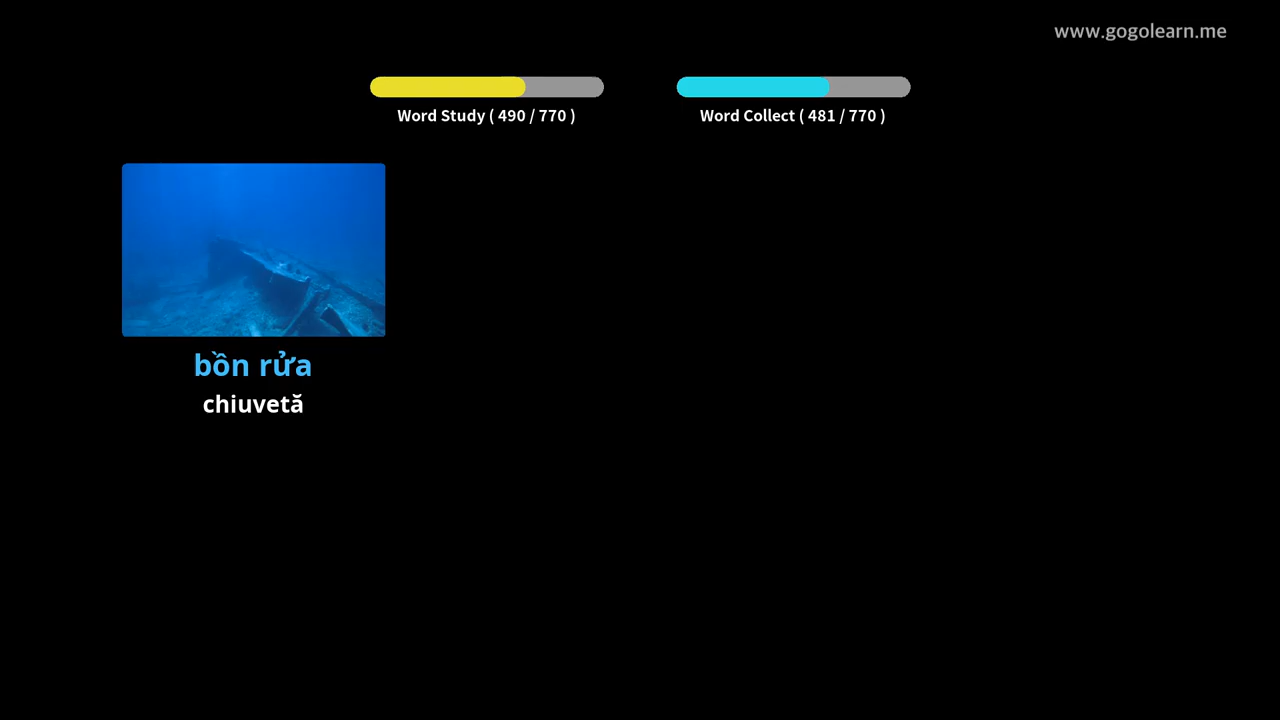 www.gogolearn.me
Word Study ( 490 / 770 )
Word Collect ( 481 / 770 )
bồn rửa
chiuvetă